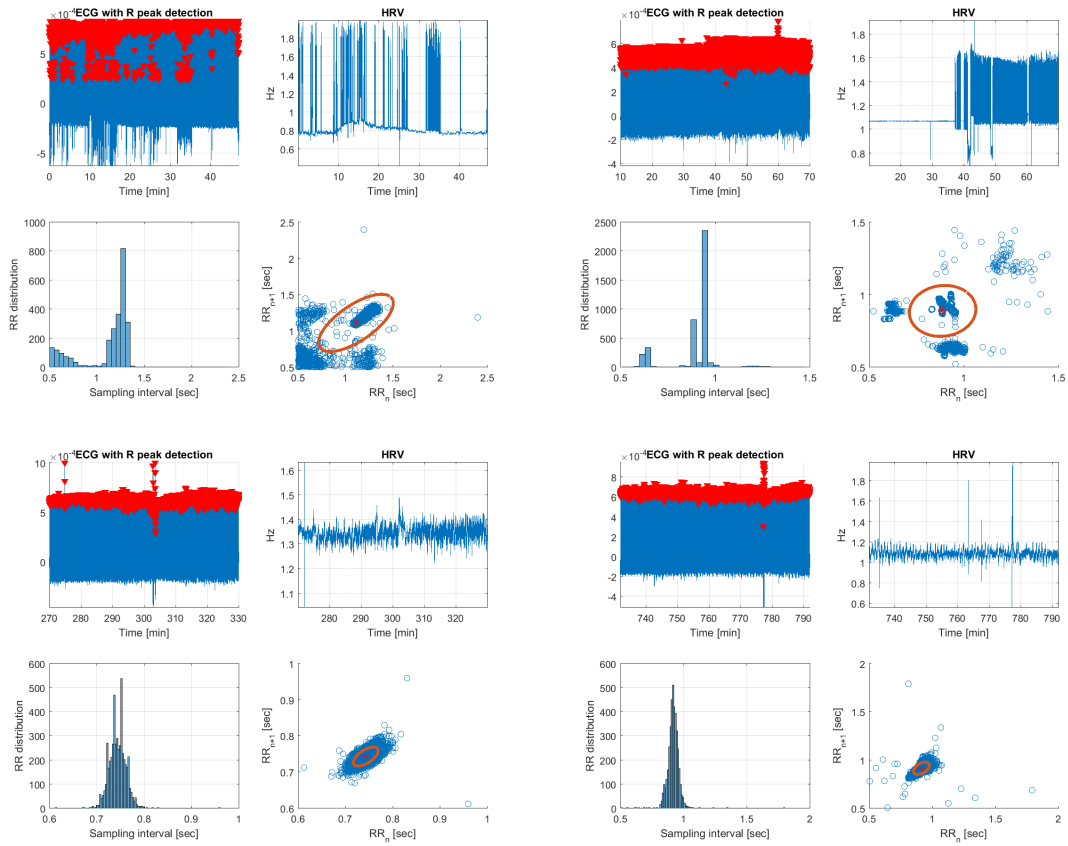 ×10⁻⁴ ECG with R peak detection
5
0
-5
0 10 20 30 40
Time [min]
HRV
Hz
1.8
1.6
1.4
1.2
1
0.8
0.6
10 20 30 40
Time [min]
×10⁻⁴ ECG with R peak detection
6
4
2
0
-2
-4
10 20 30 40 50 60 70
Time [min]
HRV
Hz
1.8
1.6
1.4
1.2
1
0.8
20 30 40 50 60
Time [min]
RR distribution
1000
800
600
400
200
0
0.5 1 1.5 2 2.5
Sampling interval [sec]
RRn+1 [sec]
2.5
2
1.5
1
0.5
0.5 1 1.5 2 2.5
RRn [sec]
RR distribution
2500
2000
1500
1000
500
0
0.5 1 1.5
Sampling interval [sec]
RRn+1 [sec]
1.5
1
0.5
0.5 1 1.5
RRn [sec]
×10⁻⁴ ECG with R peak detection
10
5
0
270 280 290 300 310 320 330
Time [min]
HRV
Hz
1.6
1.5
1.4
1.3
1.2
1.1
280 290 300 310 320
Time [min]
×10⁻⁴ ECG with R peak detection
8
6
4
2
0
-2
-4
740 750 760 770 780 790
Time [min]
HRV
Hz
1.8
1.6
1.4
1.2
1
0.8
0.6
740 750 760 770 780 790
Time [min]
RR distribution
600
500
400
300
200
100
0
0.6 0.7 0.8 0.9 1
Sampling interval [sec]
RRn+1 [sec]
1
0.9
0.8
0.7
0.6
0.6 0.7 0.8 0.9 1
RRn [sec]
RR distribution
600
500
400
300
200
100
0
0.5 1 1.5 2
Sampling interval [sec]
RRn+1 [sec]
2
1.5
1
0.5
0.5 1 1.5 2
RRn [sec]